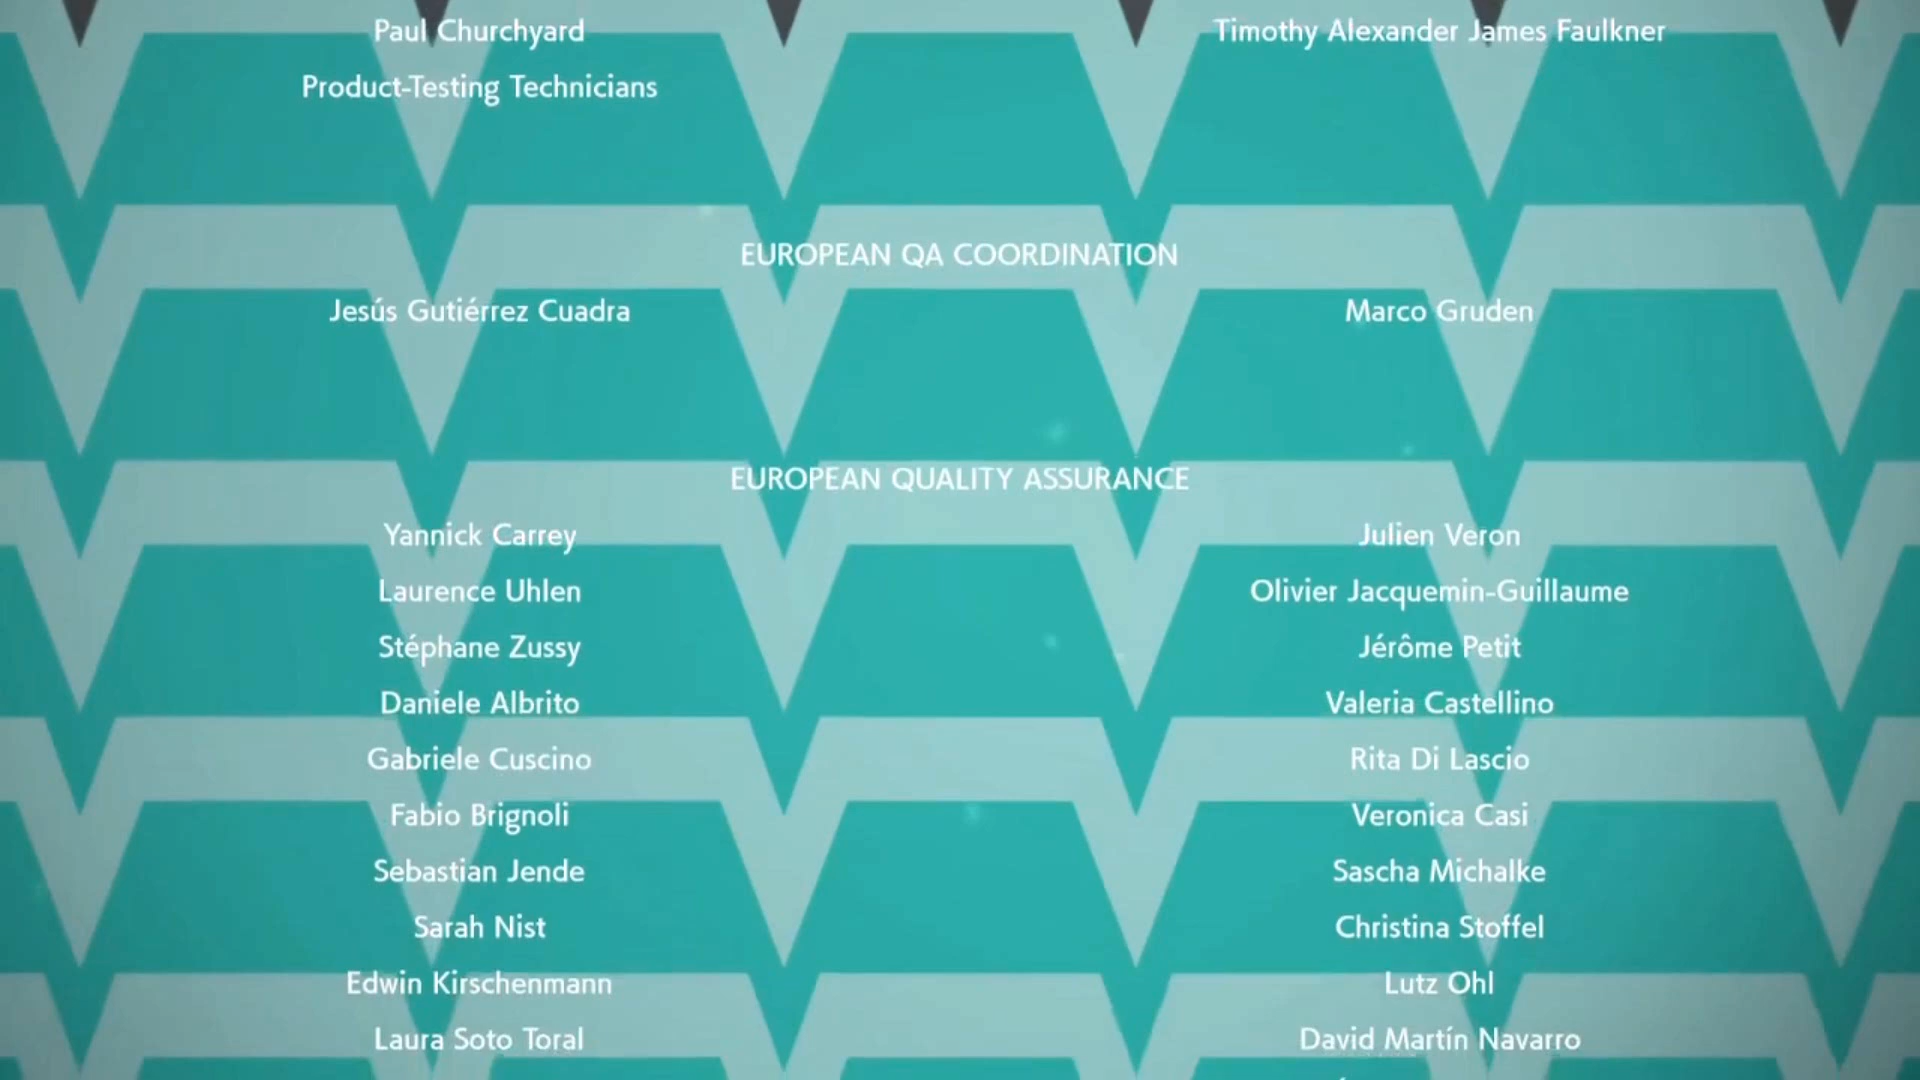 Paul Churchyard Timothy Alexander James Faulkner
Product-Testing Technicians
EUROPEAN QA COORDINATION
Jesús Gutiérrez Cuadra Marco Gruden
EUROPEAN QUALITY ASSURANCE
Yannick Carrey Julien Veron
Laurence Uhlen Olivier Jacquemin-Guillaume
Stéphane Zussy Jérôme Petit
Daniele Albrito Valeria Castellino
Gabriele Cuscino Rita Di Lascio
Fabio Brignoli Veronica Casi
Sebastian Jende Sascha Michalke
Sarah Nist Christina Stoffel
Edwin Kirschenmann Lutz Ohl
Laura Soto Toral David Martín Navarro